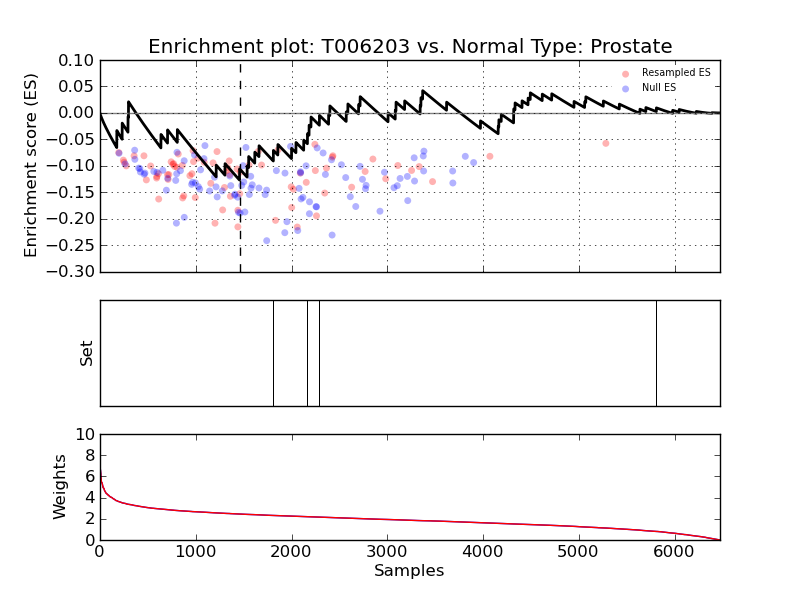 Enrichment plot: T006203 vs. Normal Type: Prostate
Enrichment score (ES)
0.10
0.05
0.00
−0.05
−0.10
−0.15
−0.20
−0.25
−0.30
Resampled ES
Null ES
Set
Weights
10
8
6
4
2
0
0 1000 2000 3000 4000 5000 6000
Samples